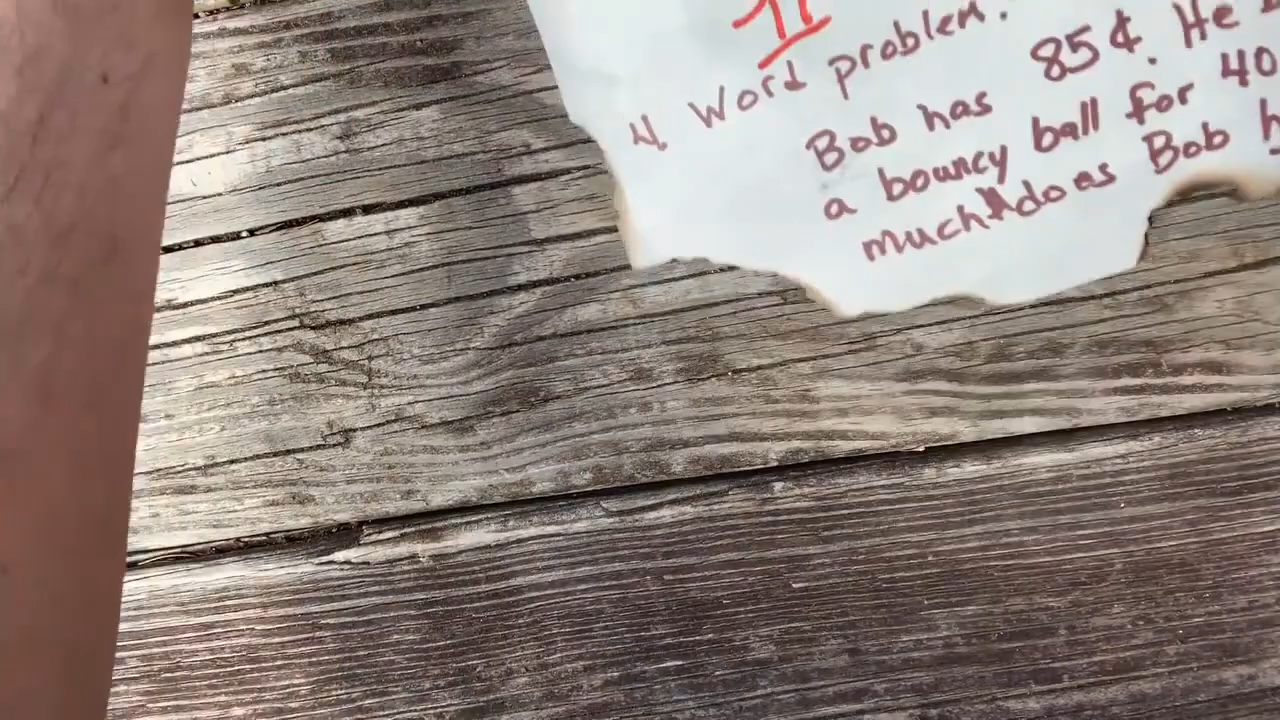 4. Word problem.
Bob has 85¢. He
a bouncy ball for 40
much does Bob